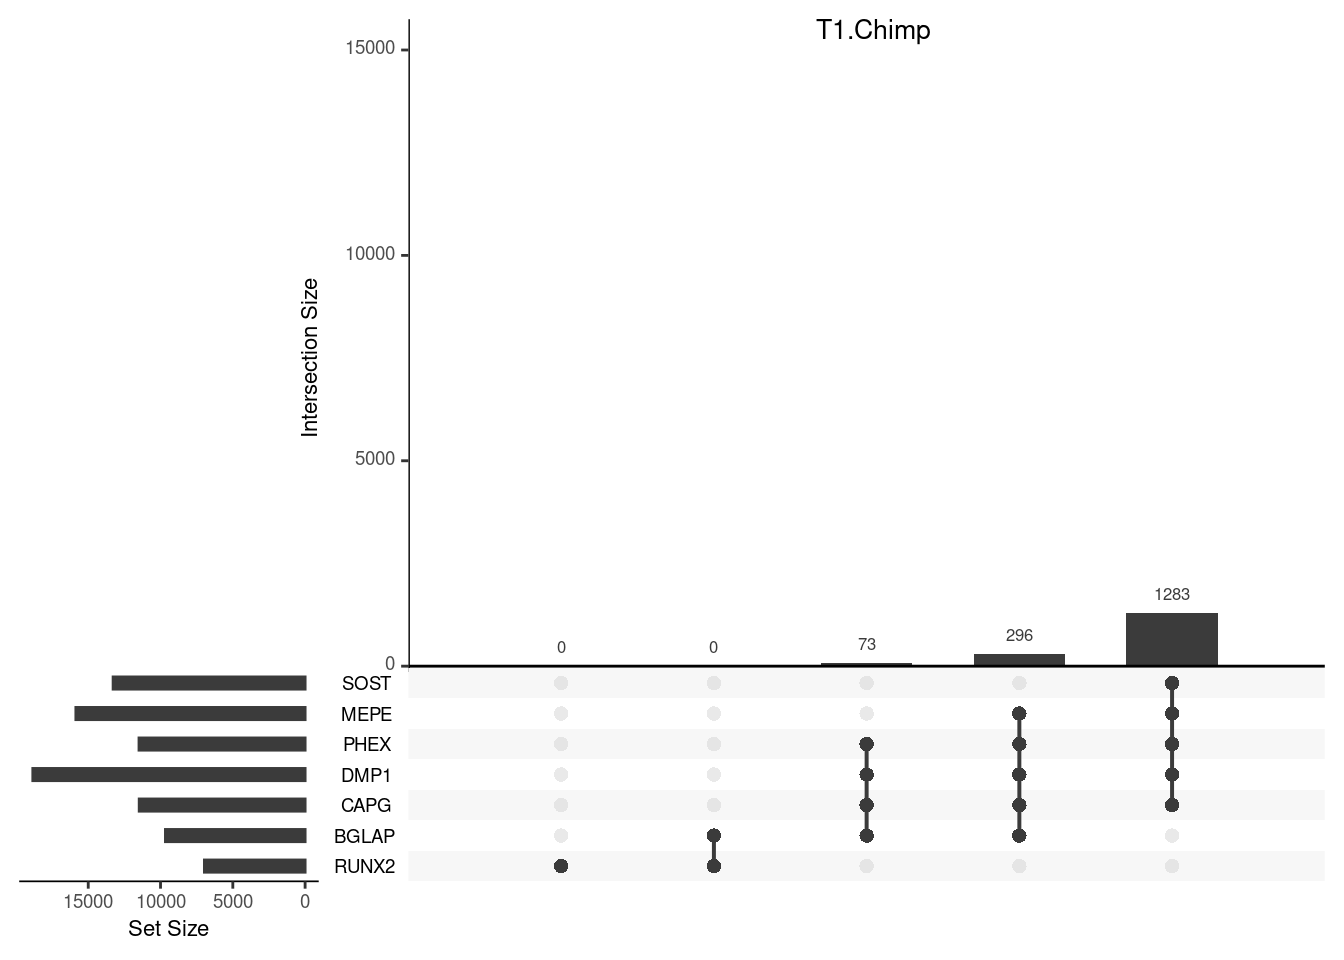 T1.Chimp
15000
10000
5000
0
Intersection Size
0 0 73 296 1283
SOST
MEPE
PHEX
DMP1
CAPG
BGLAP
RUNX2
15000 10000 5000 0
Set Size